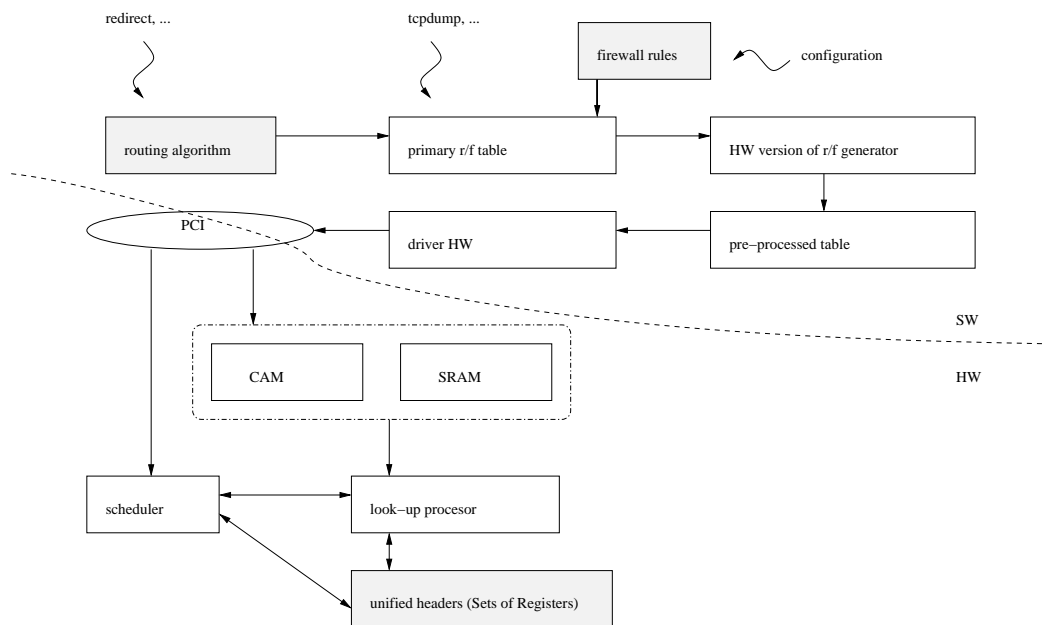 redirect, ...
tcpdump, ...
firewall rules
configuration
routing algorithm
primary r/f table
HW version of r/f generator
PCI
driver HW
pre−processed table
SW
HW
CAM
SRAM
scheduler
look−up procesor
unified headers (Sets of Registers)